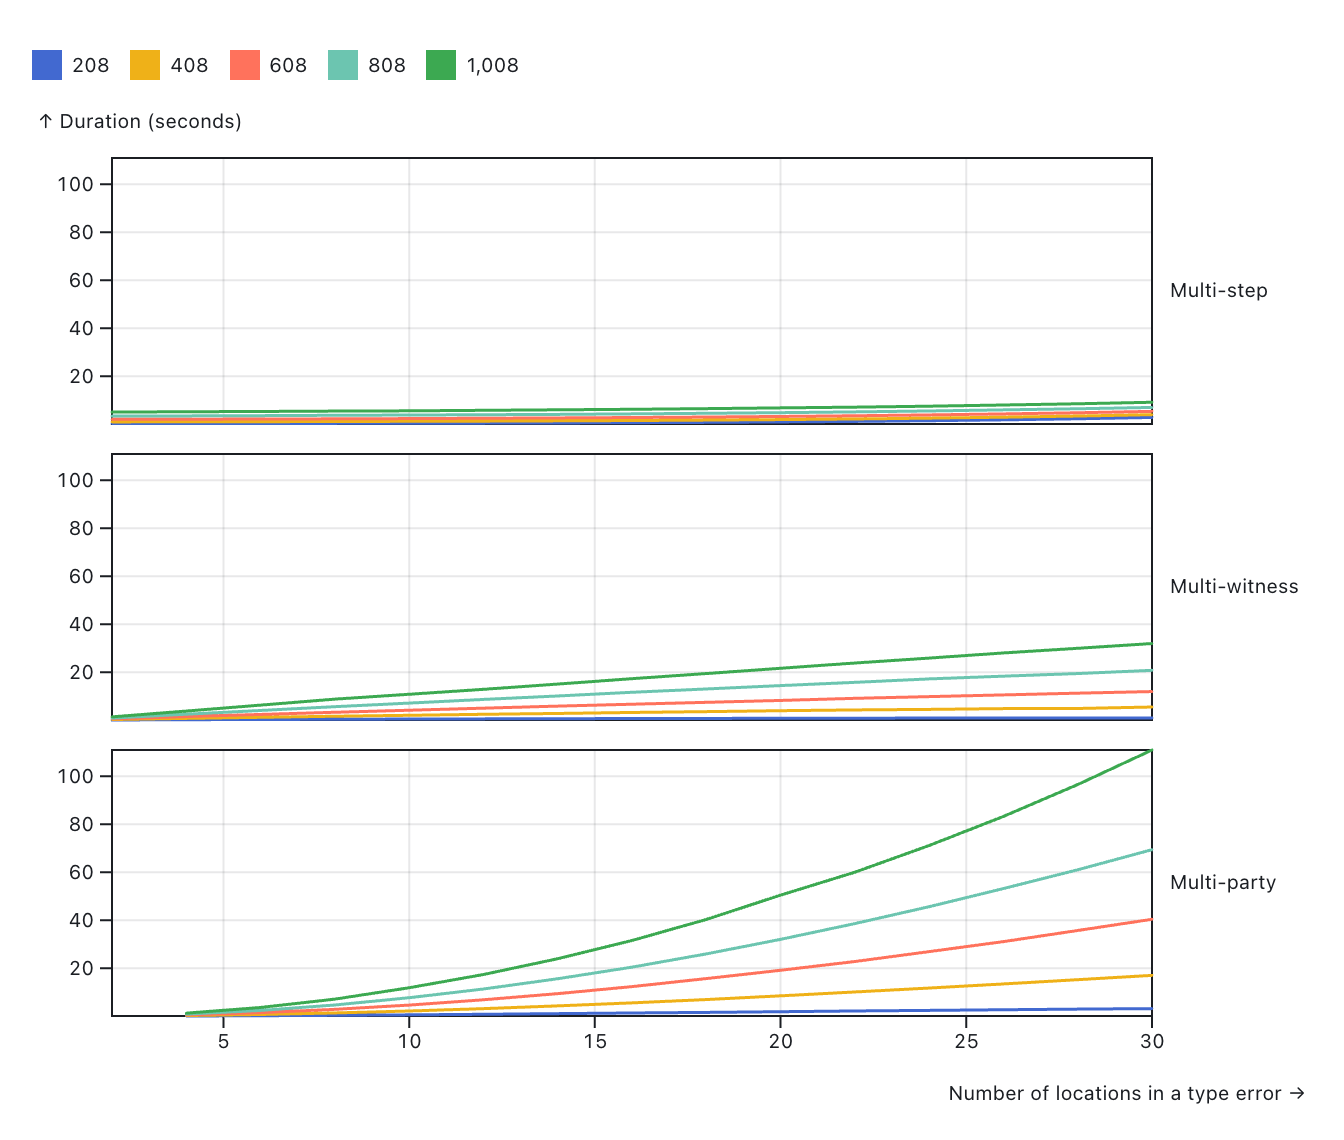 208 408 608 808 1,008
↑ Duration (seconds)
100
80
60
40
20
Multi-step
100
80
60
40
20
Multi-witness
100
80
60
40
20
Multi-party
5 10 15 20 25 30
Number of locations in a type error →